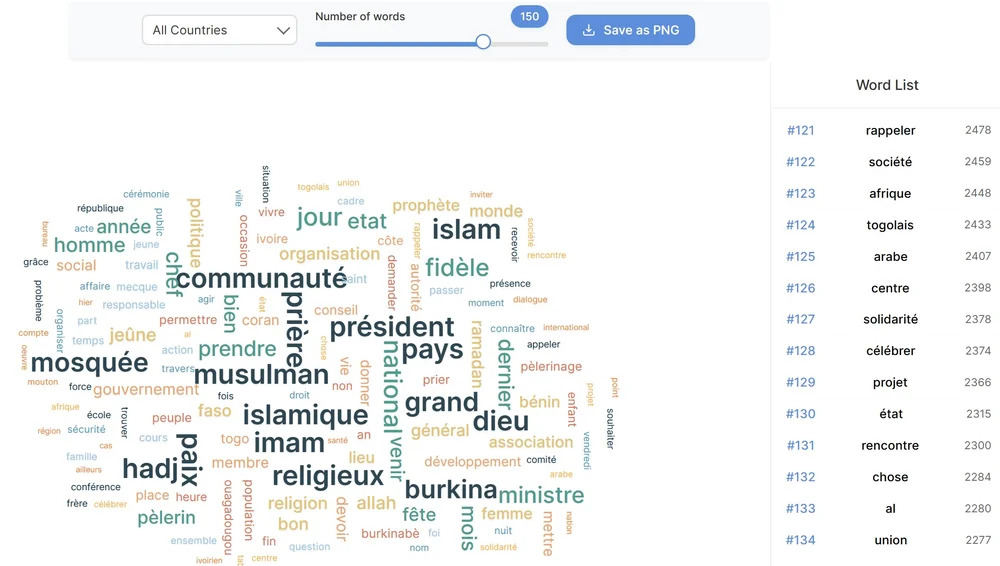 All Countries
Number of words
150
Save as PNG
Word List
#121 rappeler 2478
#122 société 2459
#123 afrique 2448
#124 togolais 2433
#125 arabe 2407
#126 centre 2398
#127 solidarité 2378
#128 célébrer 2374
#129 projet 2366
#130 état 2315
#131 rencontre 2300
#132 chose 2284
#133 al 2280
#134 union 2277
situation
togolais
union
cérémonie
ville
cadre
inviter
république
public
politique
vivre
jour
etat
prophète
monde
bureau
acte
année
occasion
islam
homme
jeune
ivoire
côte
rappeler
recevoir
société
organisation
rencontre
grâce
social
travail
chef
communauté
saint
demander
autorité
fidèle
problème
affaire
mecque
passer
présence
hier
responsable
agir
bien
état
prière
conseil
moment
dialogue
organiser
part
permettre
coran
président
ramadan
connaître
international
compte
temps
jeûne
al
chose
pays
dernier
appeler
oeuvre
mosquée
action
prendre
vie
donner
national
travers
musulman
prier
pèlerinage
mouton
force
gouvernement
fois
droit
non
enfant
projet
point
afrique
école
trouver
peuple
faso
islamique
grand
bénin
dieu
souhaiter
région
sécurité
cours
paix
togo
imam
santé
an
général
venir
association
vendredi
cas
famille
ailleurs
hadj
membre
lieu
développement
comité
religieux
arabe
conférence
place
heure
ouagadougou
population
burkina
ministre
frère
célébrer
religion
devoir
allah
pèlerin
bon
fête
mois
femme
mettre
nation
burkinabè
foi
nuit
ensemble
fin
question
nom
solidarité
ivoirien
centre